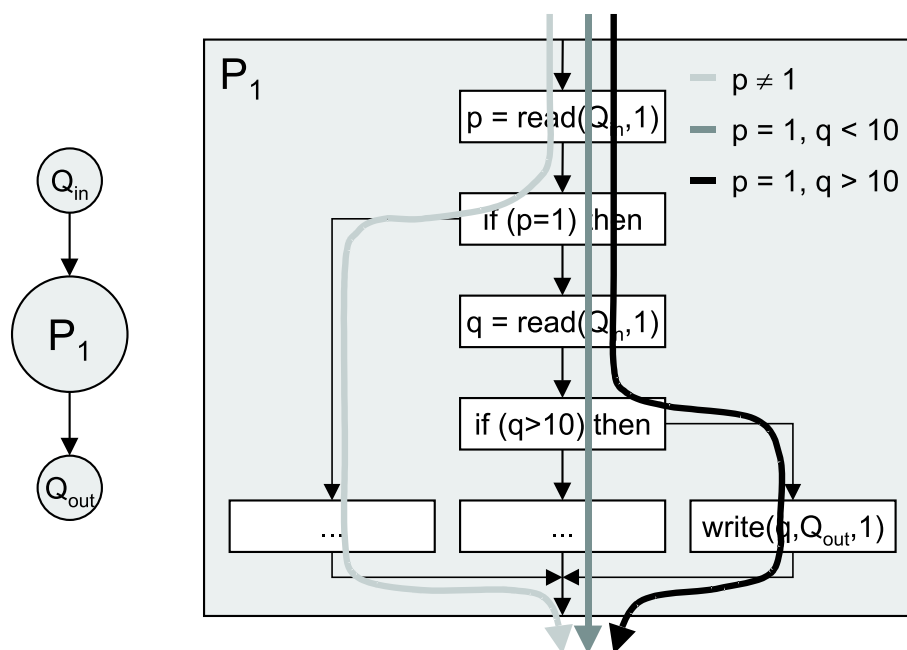 Q_in
P_1
Q_out
P_1
p ≠ 1
p = 1, q < 10
p = 1, q > 10
p = read(Q_in,1)
if (p=1) then
q = read(Q_in,1)
if (q>10) then
...
...
write(q,Q_out,1)